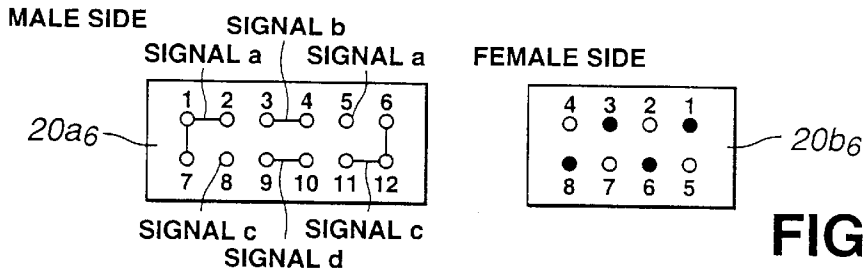 MALE SIDE
SIGNAL b
SIGNAL a
SIGNAL a
FEMALE SIDE
1 2 3 4 5 6
4 3 2 1
20a6
20b6
7 8 9 10 11 12
8 7 6 5
SIGNAL c
SIGNAL c
SIGNAL d
FIG